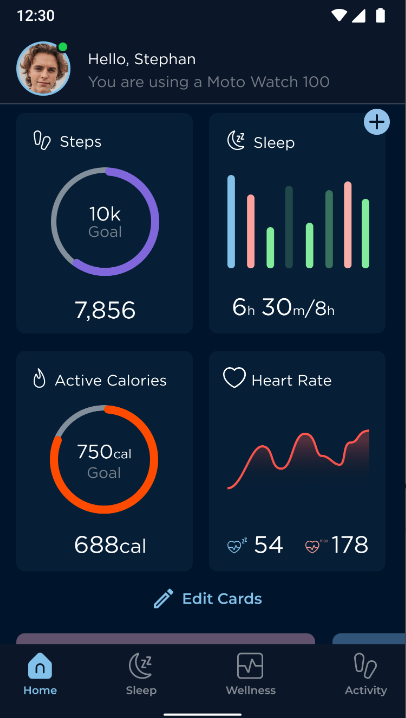 12:30
Hello, Stephan
You are using a Moto Watch 100
Steps
10k
Goal
7,856
Sleep
6h 30m/8h
Active Calories
750cal
Goal
688cal
Heart Rate
54 178
Edit Cards
Home Sleep Wellness Activity